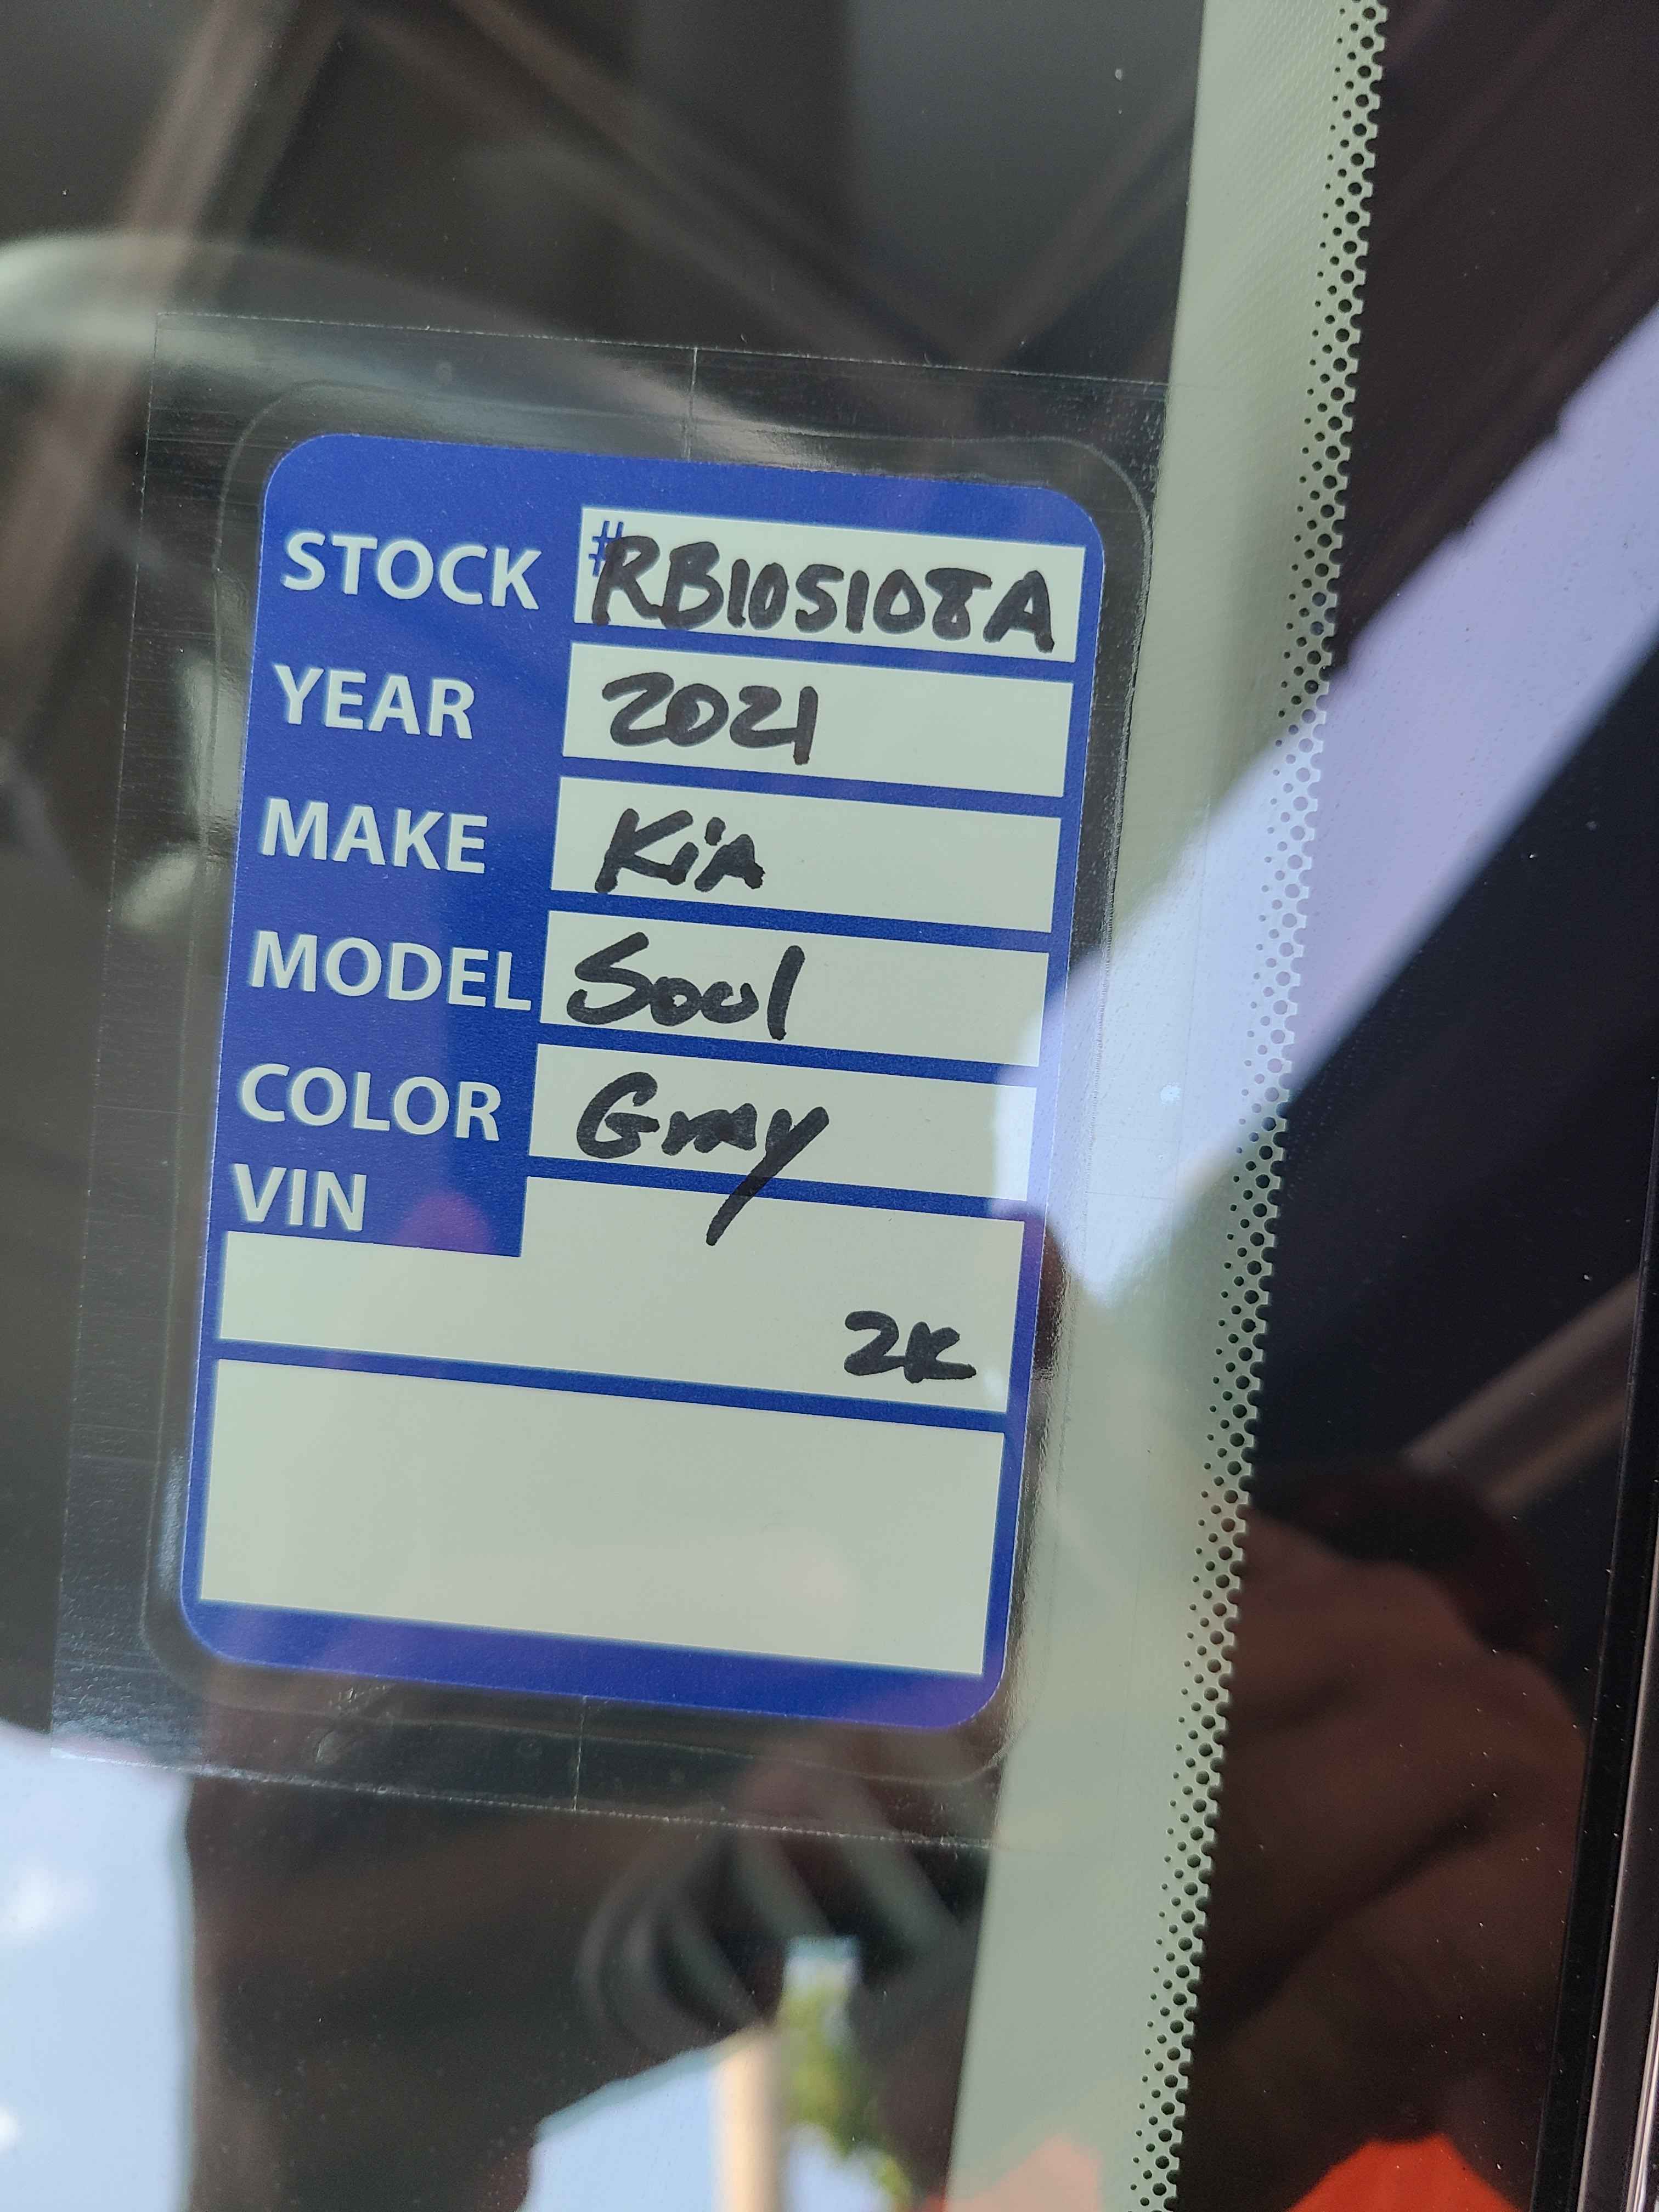 STOCK #RB105108A
YEAR 2021
MAKE KiA
MODEL Soul
COLOR Gray
VIN
2K